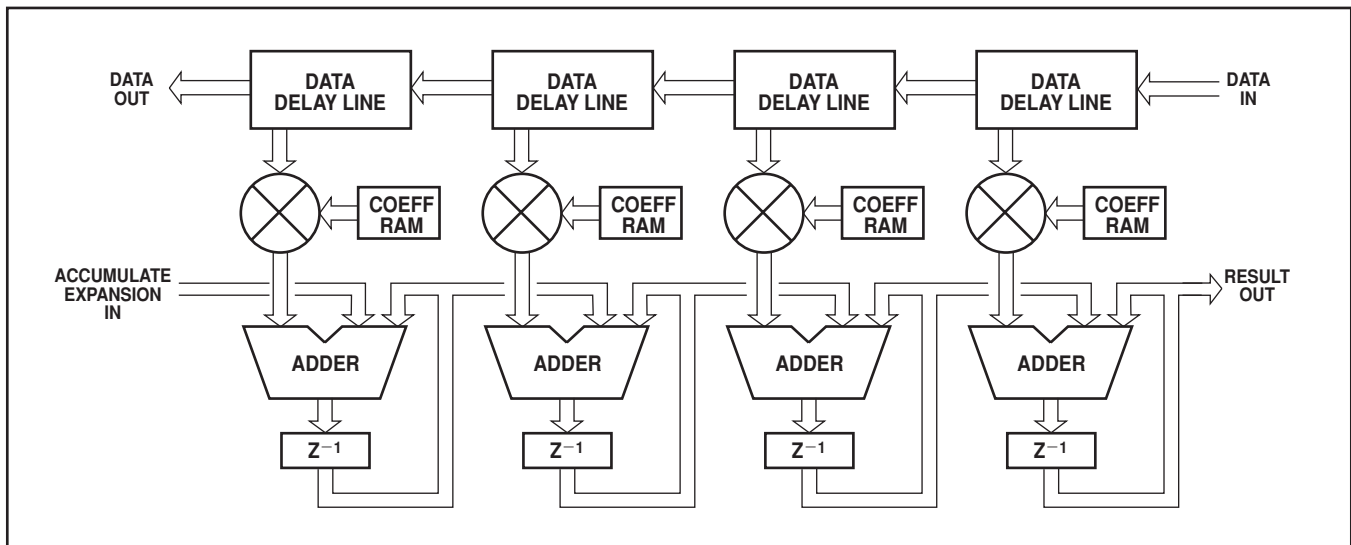 DATA
OUT
DATA
DELAY LINE
DATA
DELAY LINE
DATA
DELAY LINE
DATA
DELAY LINE
DATA
IN
COEFF
RAM
COEFF
RAM
COEFF
RAM
COEFF
RAM
ACCUMULATE
EXPANSION
IN
RESULT
OUT
ADDER
ADDER
ADDER
ADDER
Z−1
Z−1
Z−1
Z−1